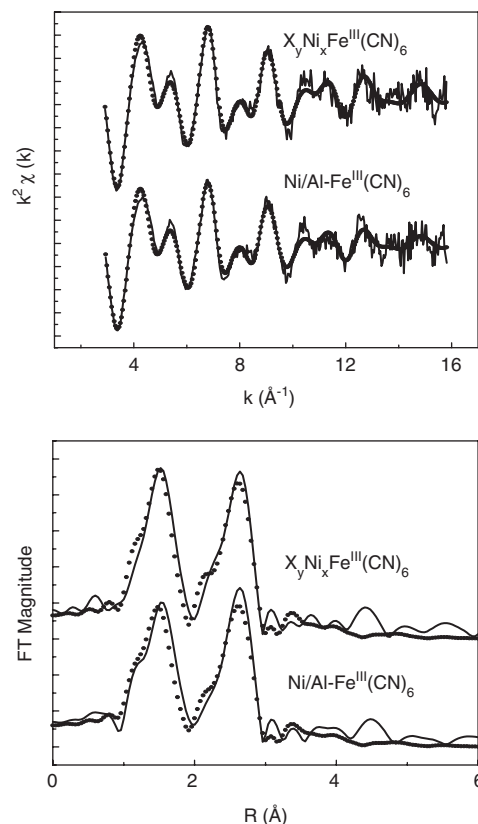 XyNixFeIII(CN)6
k2 χ (k)
Ni/Al-FeIII(CN)6
4 8 12 16
k (Å-1)
FT Magnitude
XyNixFeIII(CN)6
Ni/Al-FeIII(CN)6
0 2 4 6
R (Å)